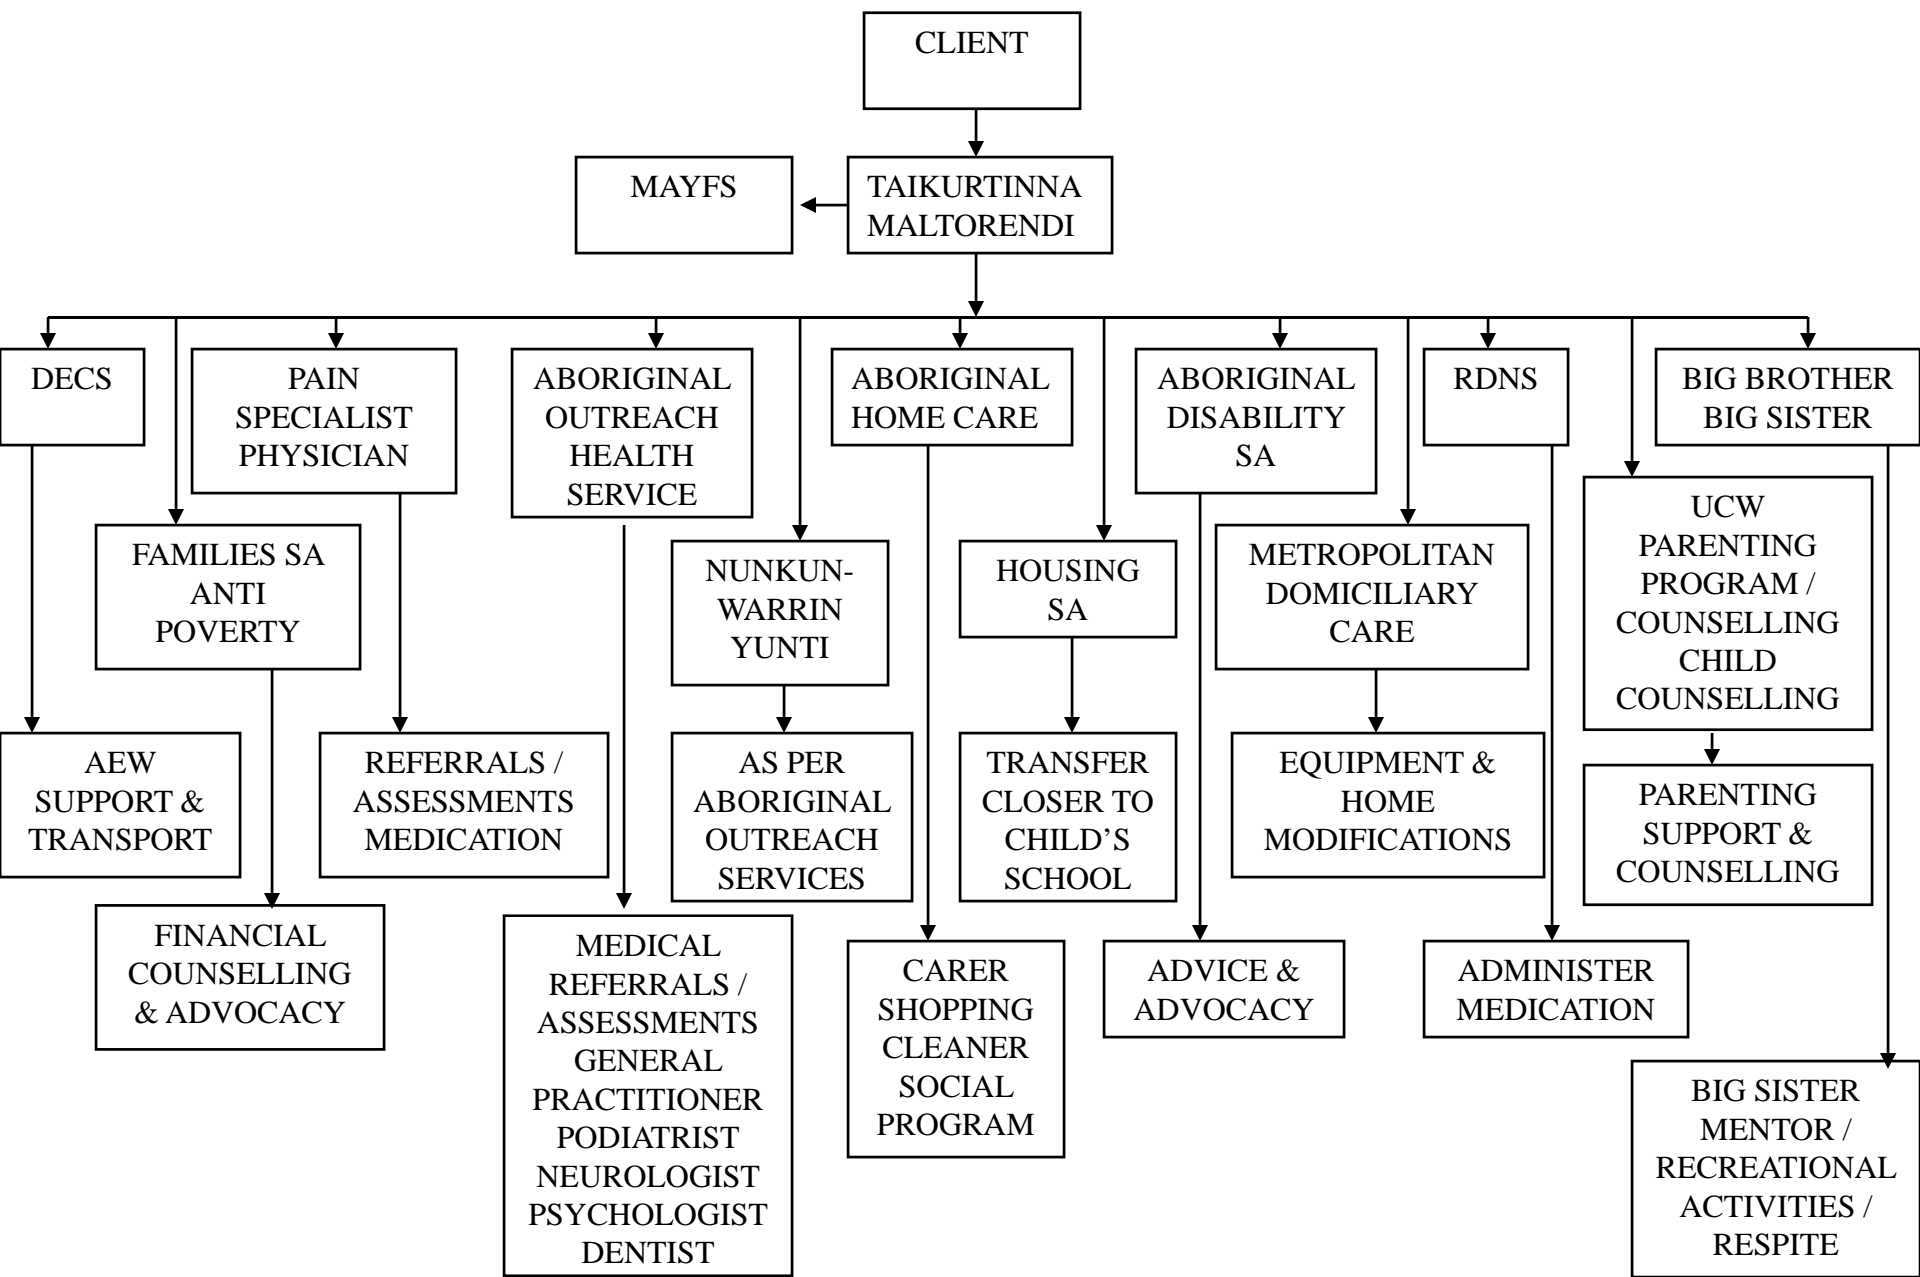 CLIENT
MAYFS
TAIKURTINNA
MALTORENDI
DECS
PAIN
SPECIALIST
PHYSICIAN
ABORIGINAL
OUTREACH
HEALTH
SERVICE
ABORIGINAL
HOME CARE
ABORIGINAL
DISABILITY
SA
RDNS
BIG BROTHER
BIG SISTER
FAMILIES SA
ANTI
POVERTY
NUNKUN-
WARRIN
YUNTI
HOUSING
SA
METROPOLITAN
DOMICILIARY
CARE
UCW
PARENTING
PROGRAM /
COUNSELLING
CHILD
COUNSELLING
AEW
SUPPORT &
TRANSPORT
REFERRALS /
ASSESSMENTS
MEDICATION
AS PER
ABORIGINAL
OUTREACH
SERVICES
TRANSFER
CLOSER TO
CHILD’S
SCHOOL
EQUIPMENT &
HOME
MODIFICATIONS
PARENTING
SUPPORT &
COUNSELLING
FINANCIAL
COUNSELLING
& ADVOCACY
MEDICAL
REFERRALS /
ASSESSMENTS
GENERAL
PRACTITIONER
PODIATRIST
NEUROLOGIST
PSYCHOLOGIST
DENTIST
CARER
SHOPPING
CLEANER
SOCIAL
PROGRAM
ADVICE &
ADVOCACY
ADMINISTER
MEDICATION
BIG SISTER
MENTOR /
RECREATIONAL
ACTIVITIES /
RESPITE